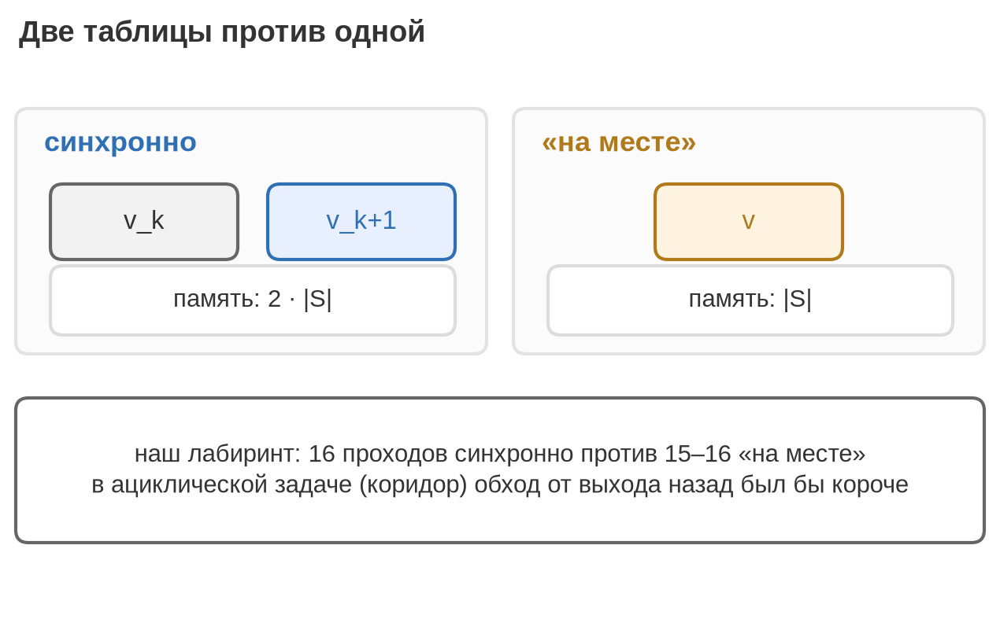 Две таблицы против одной
синхронно
v_k
v_k+1
память: 2 · |S|
«на месте»
v
память: |S|
наш лабиринт: 16 проходов синхронно против 15–16 «на месте»
в ациклической задаче (коридор) обход от выхода назад был бы короче